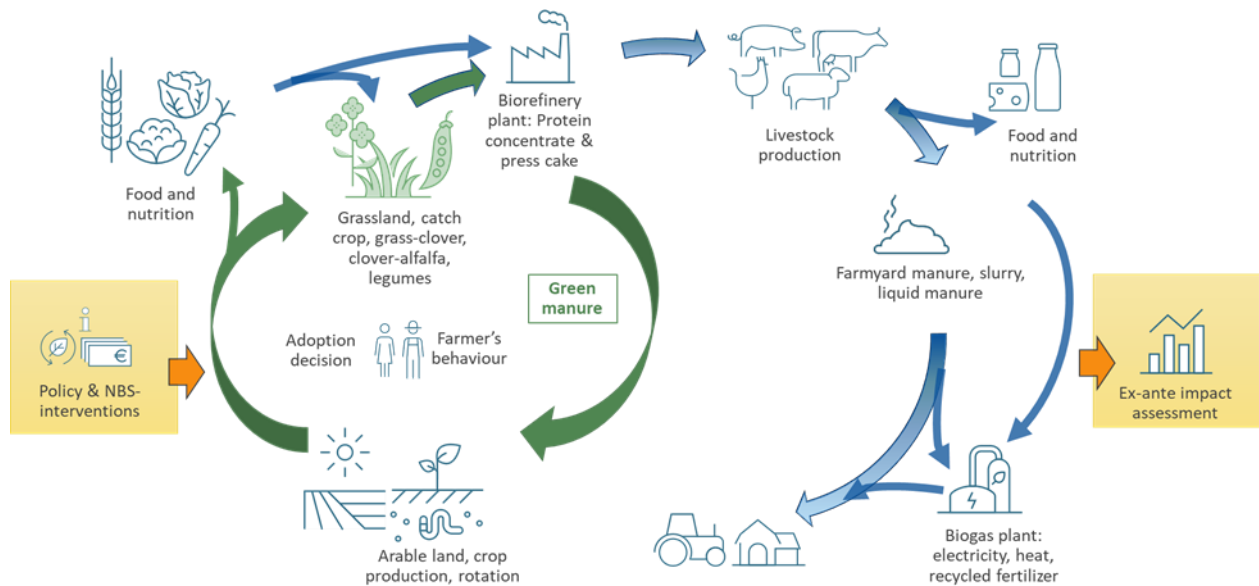 Food and
nutrition
Grassland, catch
crop, grass-clover,
clover-alfalfa,
legumes
Biorefinery
plant: Protein
concentrate &
press cake
Livestock
production
Food and
nutrition
Farmyard manure, slurry,
liquid manure
Green
manure
Adoption
decision
Farmer's
behaviour
i
€
Policy & NBS-
interventions
Ex-ante impact
assessment
Arable land, crop
production, rotation
Biogas plant:
electricity, heat,
recycled fertilizer